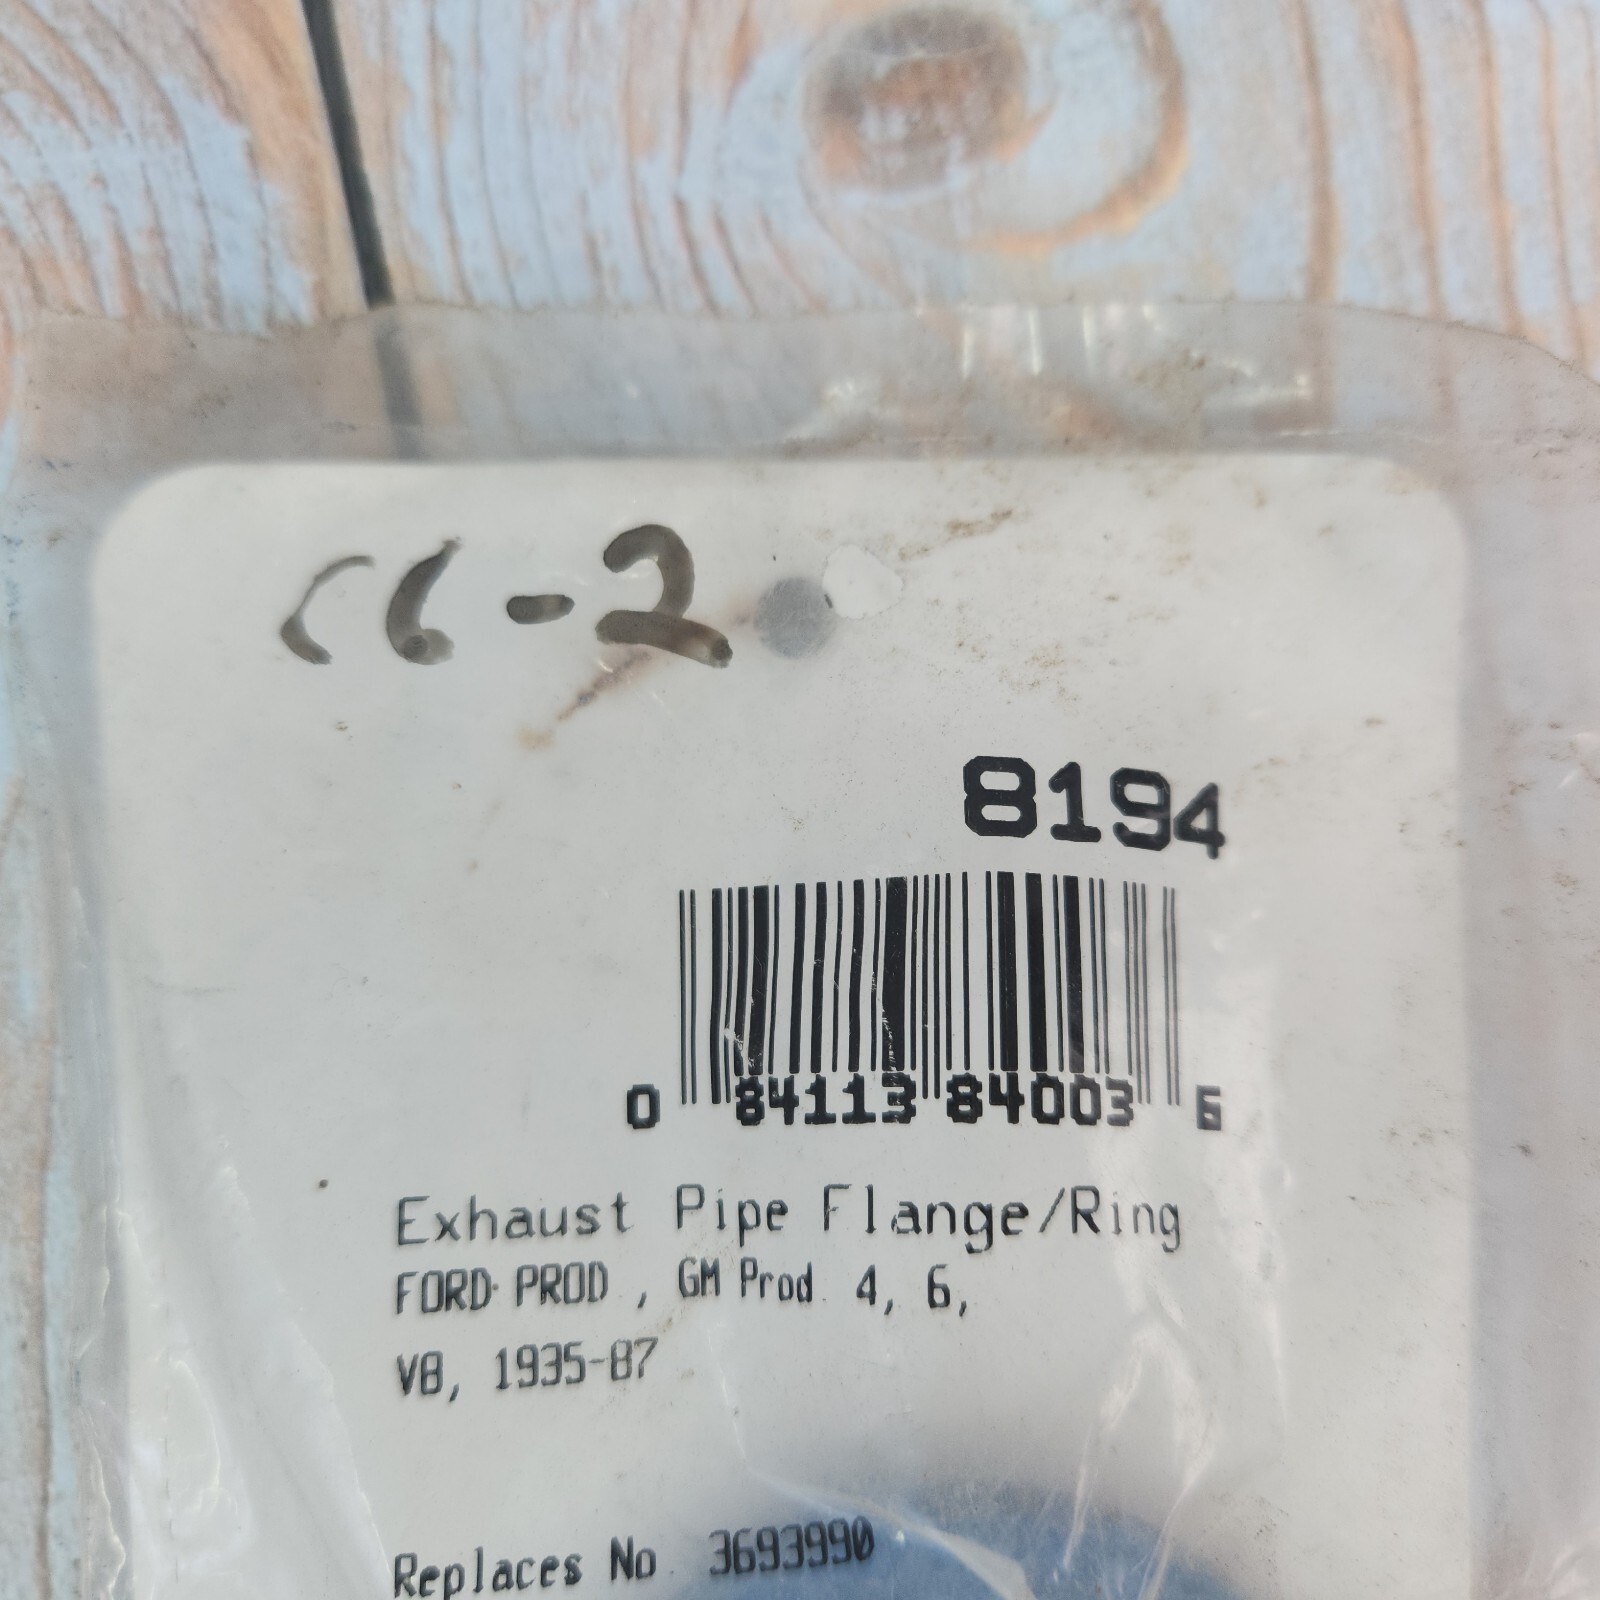 CC-2
8194
0 84113 84003 6
Exhaust Pipe Flange/Ring
FORD PROD , GM Prod. 4, 6,
V8, 1935-87
Replaces No. 3693990